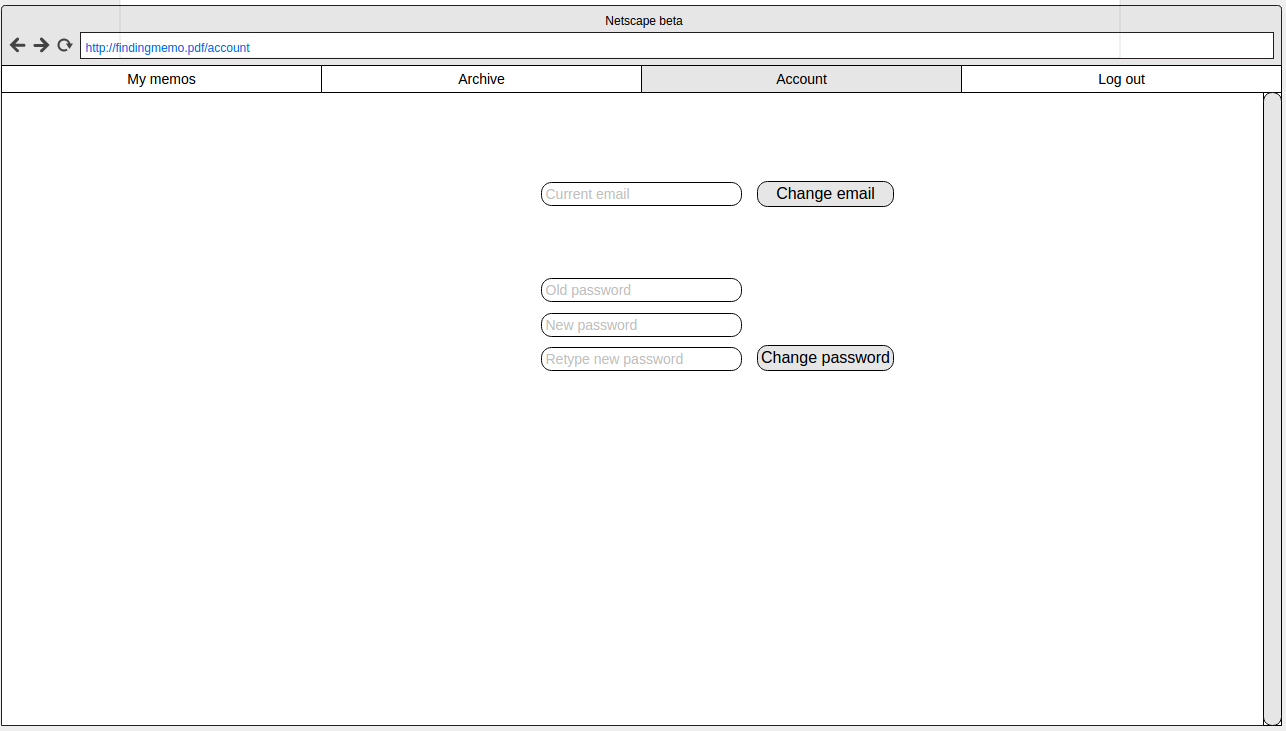 Netscape beta
http://findingmemo.pdf/account
My memos Archive Account Log out
Current email Change email
Old password
New password
Retype new password Change password